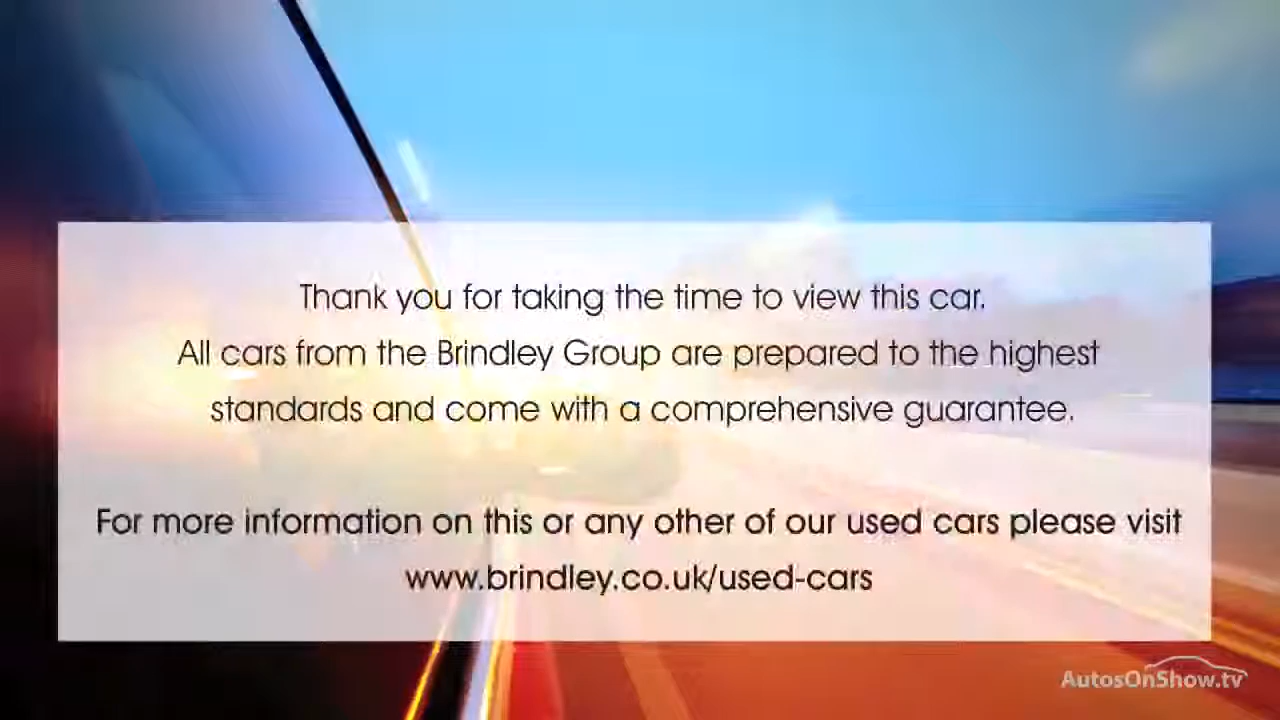 Thank you for taking the time to view this car.
All cars from the Brindley Group are prepared to the highest
standards and come with a comprehensive guarantee.
For more information on this or any other of our used cars please visit
www.brindley.co.uk/used-cars
AutosOnShow.tv